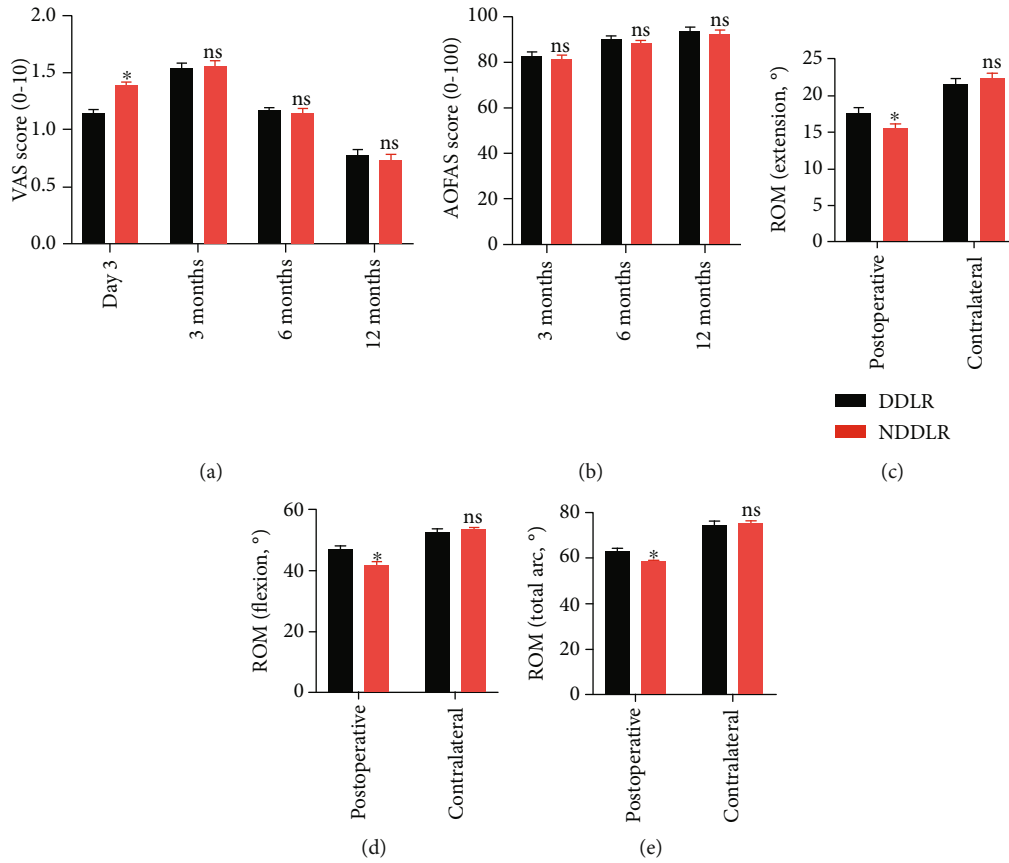 VAS score (0-10)
2.0
1.5
1.0
0.5
0.0
*
ns
ns
ns
Day 3
3 months
6 months
12 months
(a)
AOFAS score (0-100)
100
80
60
40
20
0
ns
ns
ns
3 months
6 months
12 months
(b)
ROM (extension, °)
25
20
15
10
5
0
*
ns
Postoperative
Contralateral
DDLR
NDDLR
(c)
ROM (flexion, °)
60
40
20
0
*
ns
Postoperative
Contralateral
(d)
ROM (total arc, °)
80
60
40
20
0
*
ns
Postoperative
Contralateral
(e)